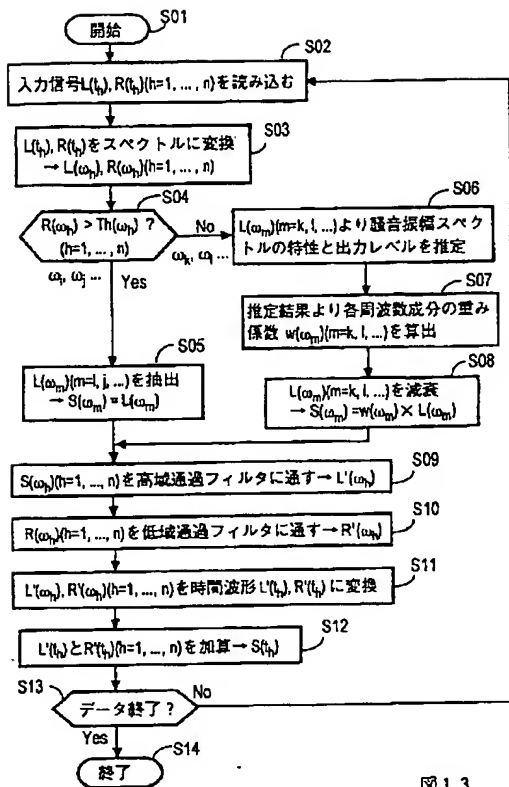 S01
開始
S02
入力信号L(tₕ), R(tₕ)(h=1, ..., n)を読み込む
S03
L(tₕ), R(tₕ)をスペクトルに変換
→ L(ωₕ), R(ωₕ)(h=1, ..., n)
S04
R(ωₕ) > Th(ωₕ) ?
(h=1, ..., n)
No
ωₖ, ωₗ ...
ωᵢ, ωⱼ ...
Yes
S06
L(ωₘ)(m=k, l, ...)より騒音振幅スペ
クトルの特性と出力レベルを推定
S07
推定結果より各周波数成分の重み
係数 w(ωₘ)(m=k, l, ...)を算出
S05
L(ωₘ)(m=i, j, ...)を抽出
→ S(ωₘ) = L(ωₘ)
S08
L(ωₘ)(m=k, l, ...)を減衰
→ S(ωₘ) =w(ωₘ) × L(ωₘ)
S09
S(ωₕ)(h=1, ..., n)を高域通過フィルタに通す→ L'(ωₕ)
S10
R(ωₕ)(h=1, ..., n)を低域通過フィルタに通す→R'(ωₕ)
S11
L'(ωₕ), R'(ωₕ)(h=1, ..., n)を時間波形 L'(tₕ), R'(tₕ) に変換
S12
L'(tₕ)とR'(tₕ)(h=1, ..., n)を加算→ S(tₕ)
S13
データ終了 ?
No
Yes
S14
終了
図13